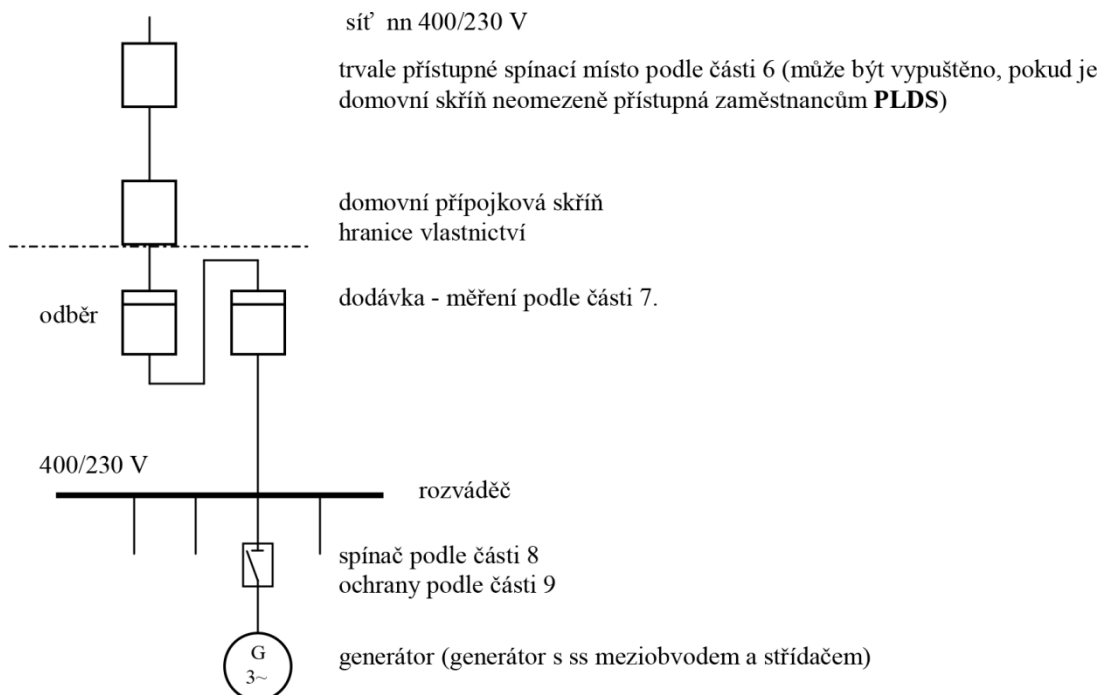 síť nn 400/230 V
trvale přístupné spínací místo podle části 6 (může být vypuštěno, pokud je
domovní skříň neomezeně přístupná zaměstnancům PLDS)
domovní přípojková skříň
hranice vlastnictví
odběr
dodávka - měření podle části 7.
400/230 V
rozváděč
spínač podle části 8
ochrany podle části 9
G
3~
generátor (generátor s ss meziobvodem a střídačem)